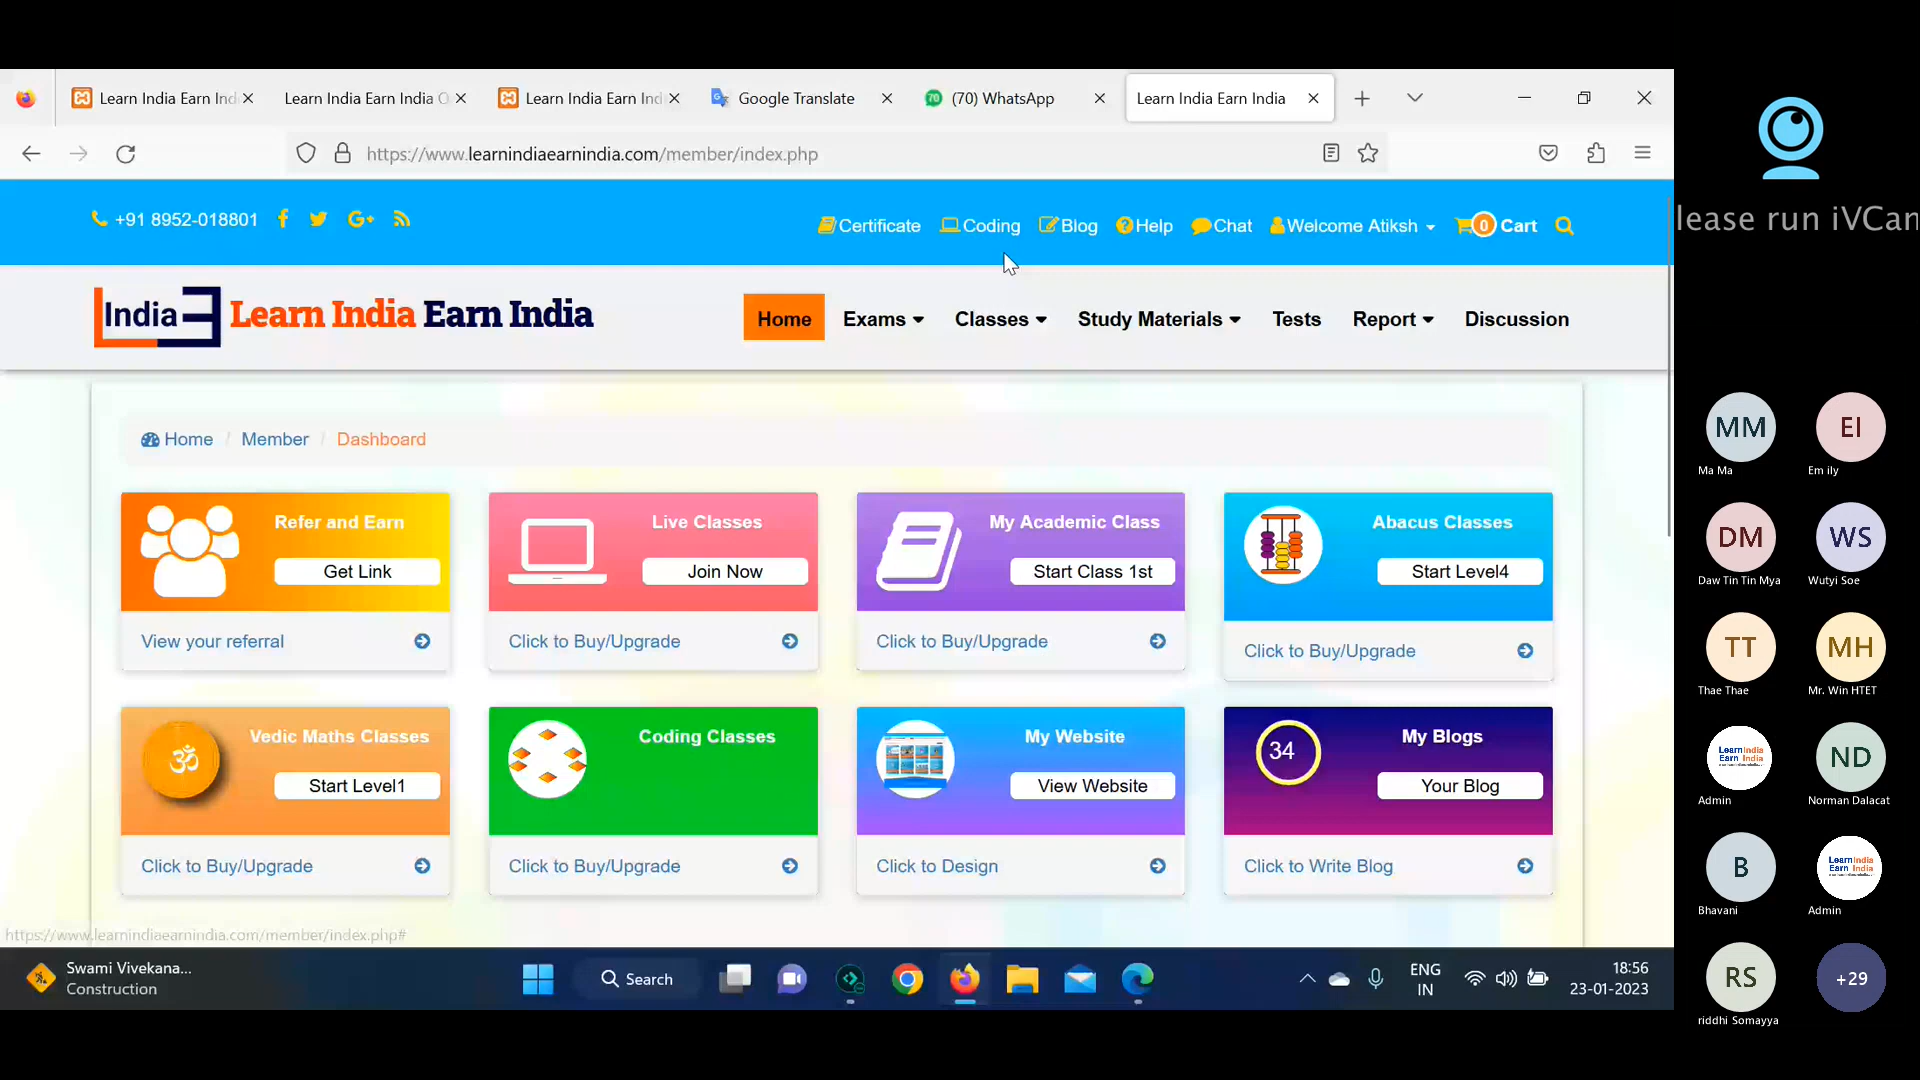 Learn India Earn Ind
Learn India Earn India O
Learn India Earn Ind
Google Translate
70
(70) WhatsApp
Learn India Earn India
https://www.learnindiaearnindia.com/member/index.php
+91 8952-018801
Certificate
Coding
Blog
Help
Chat
Welcome Atiksh
0
Cart
India
Learn India Earn India
Home
Exams
Classes
Study Materials
Tests
Report
Discussion
Home / Member / Dashboard
Refer and Earn
Get Link
View your referral
Live Classes
Join Now
Click to Buy/Upgrade
My Academic Class
Start Class 1st
Click to Buy/Upgrade
Abacus Classes
Start Level4
Click to Buy/Upgrade
ॐ
Vedic Maths Classes
Start Level1
Click to Buy/Upgrade
Coding Classes
Click to Buy/Upgrade
My Website
View Website
Click to Design
34
My Blogs
Your Blog
Click to Write Blog
https://www.learnindiaearnindia.com/member/index.php#
Swami Vivekana...
Construction
Search
ENG
IN
18:56
23-01-2023
lease run iVCan
MM
Ma Ma
EI
Em ily
DM
Daw Tin Tin Mya
WS
Wutyi Soe
TT
Thae Thae
MH
Mr. Win HTET
Learn India
Earn India
Admin
ND
Norman Dalacat
B
Bhavani
Learn India
Earn India
Admin
RS
riddhi Somayya
+29